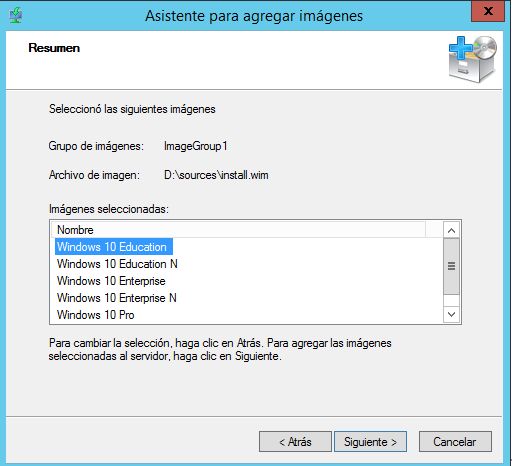 Asistente para agregar imágenes
x
Resumen
Seleccionó las siguientes imágenes
Grupo de imágenes: ImageGroup1
Archivo de imagen: D:\sources\install.wim
Imágenes seleccionadas:
Nombre
Windows 10 Education
Windows 10 Education N
Windows 10 Enterprise
Windows 10 Enterprise N
Windows 10 Pro
Para cambiar la selección, haga clic en Atrás. Para agregar las imágenes
seleccionadas al servidor, haga clic en Siguiente.
< Atrás Siguiente > Cancelar